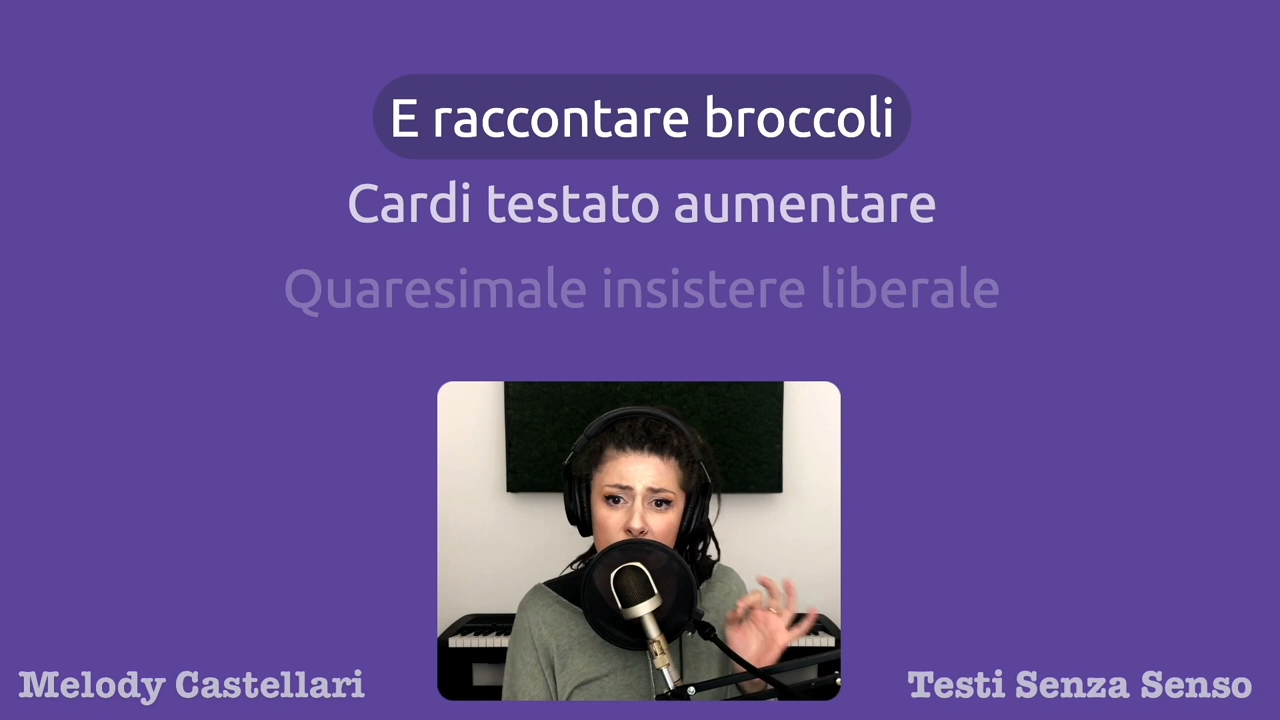 E raccontare broccoli
Cardi testato aumentare
Quaresimale insistere liberale
Melody Castellari
Testi Senza Senso